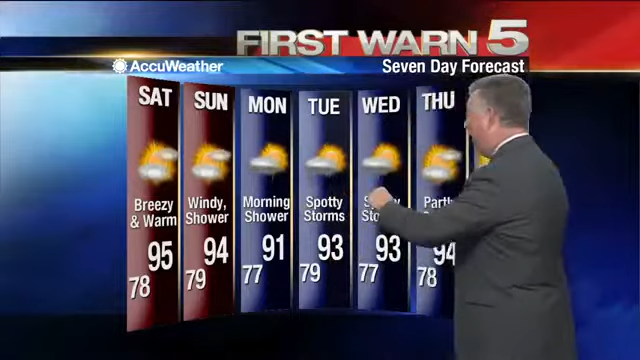 FIRST WARN 5
AccuWeather
Seven Day Forecast
SAT
SUN
MON
TUE
WED
THU
Breezy
& Warm
Windy,
Shower
Morning
Shower
Spotty
Storms
95
78
94
79
91
77
93
79
93
77
94
78